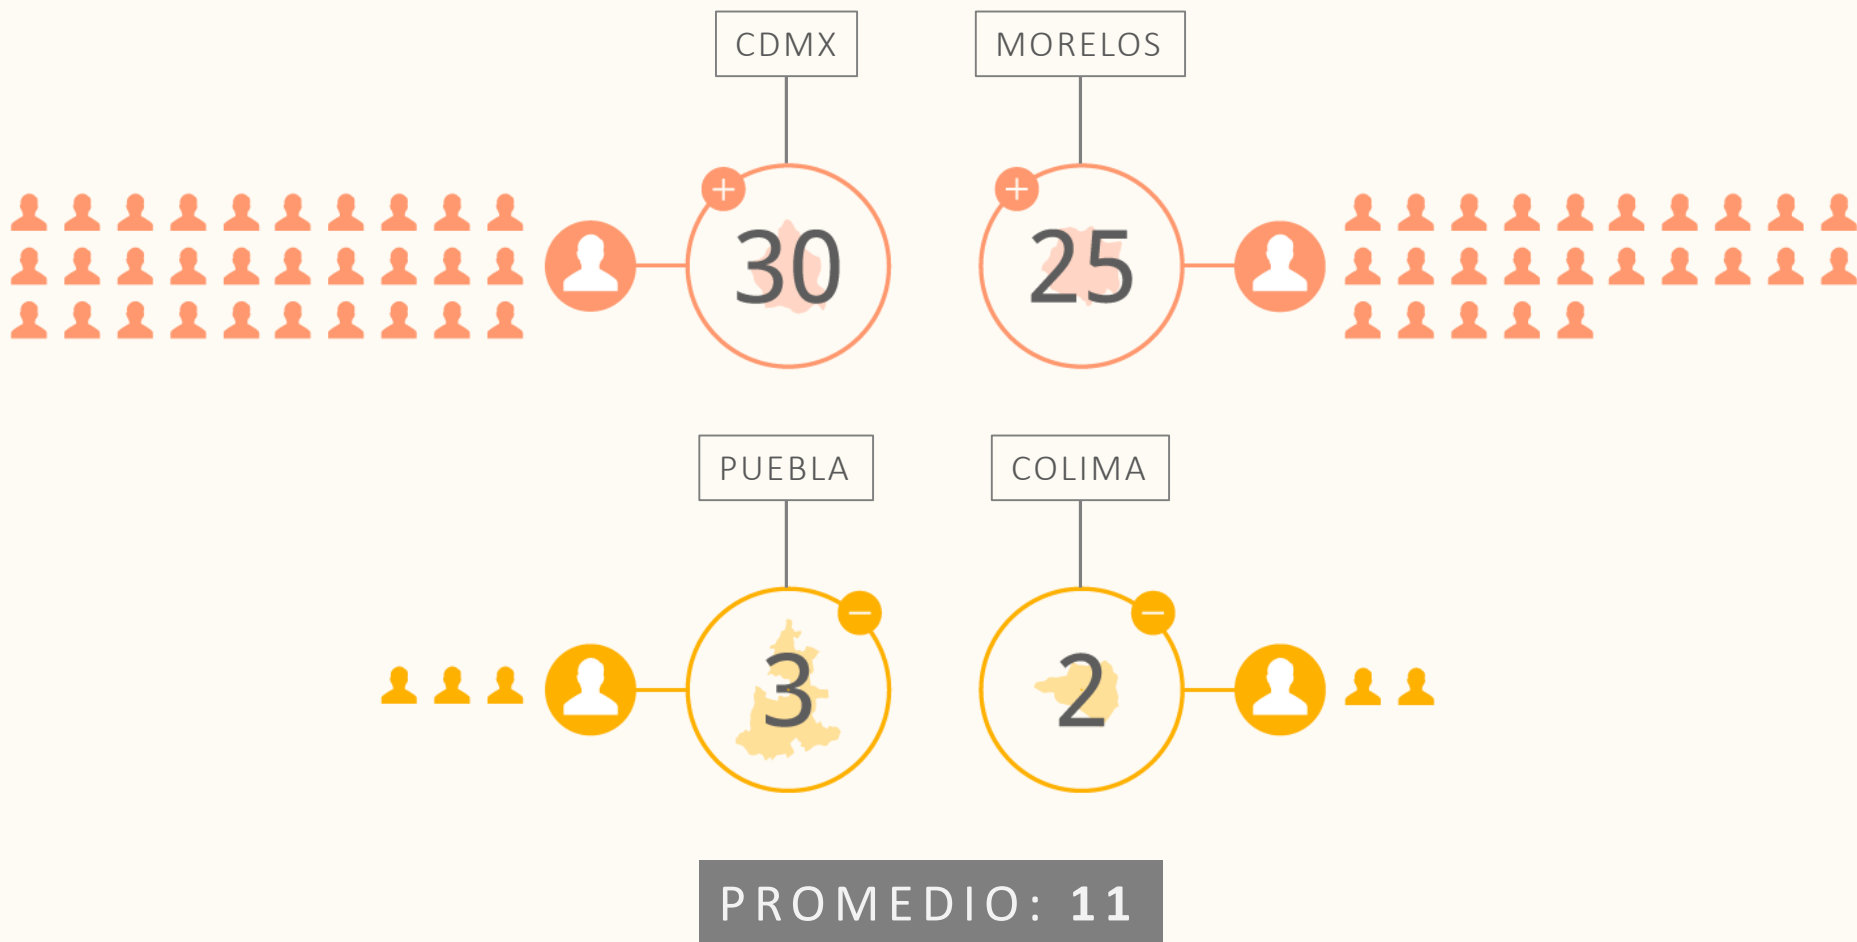 CDMX
MORELOS
30
25
PUEBLA
COLIMA
3
2
PROMEDIO: 11